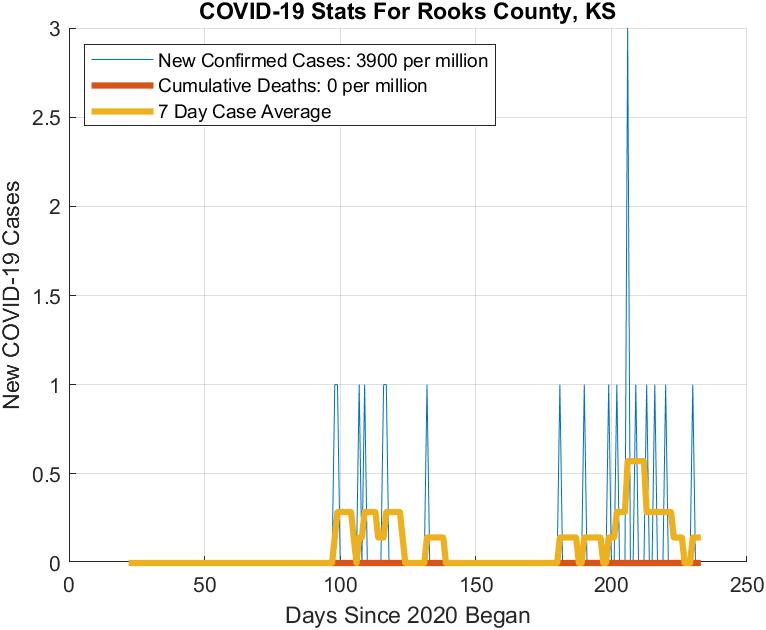 COVID-19 Stats For Rooks County, KS
New Confirmed Cases: 3900 per million
Cumulative Deaths: 0 per million
7 Day Case Average
New COVID-19 Cases
3
2.5
2
1.5
1
0.5
0
0 50 100 150 200 250
Days Since 2020 Began